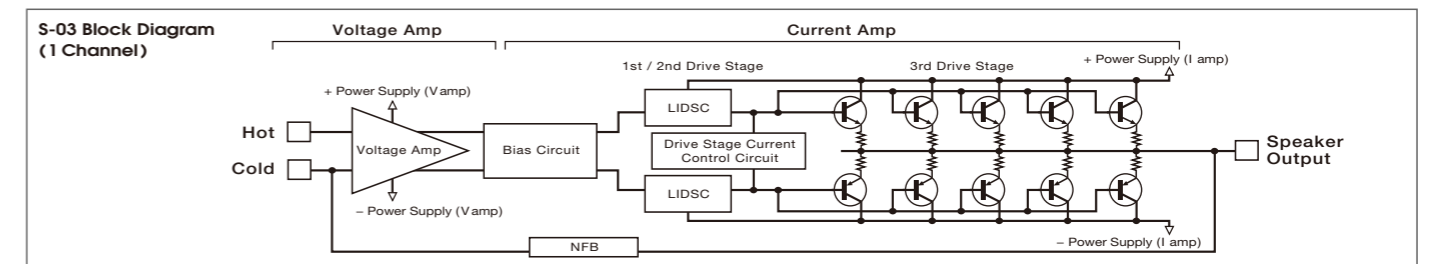 S-03 Block Diagram
(1 Channel)
Voltage Amp
Current Amp
1st / 2nd Drive Stage
3rd Drive Stage
+ Power Supply (I amp)
+ Power Supply (Vamp)
LIDSC
Hot
Cold
Voltage Amp
Bias Circuit
Drive Stage Current
Control Circuit
Speaker
Output
LIDSC
– Power Supply (Vamp)
– Power Supply (I amp)
NFB